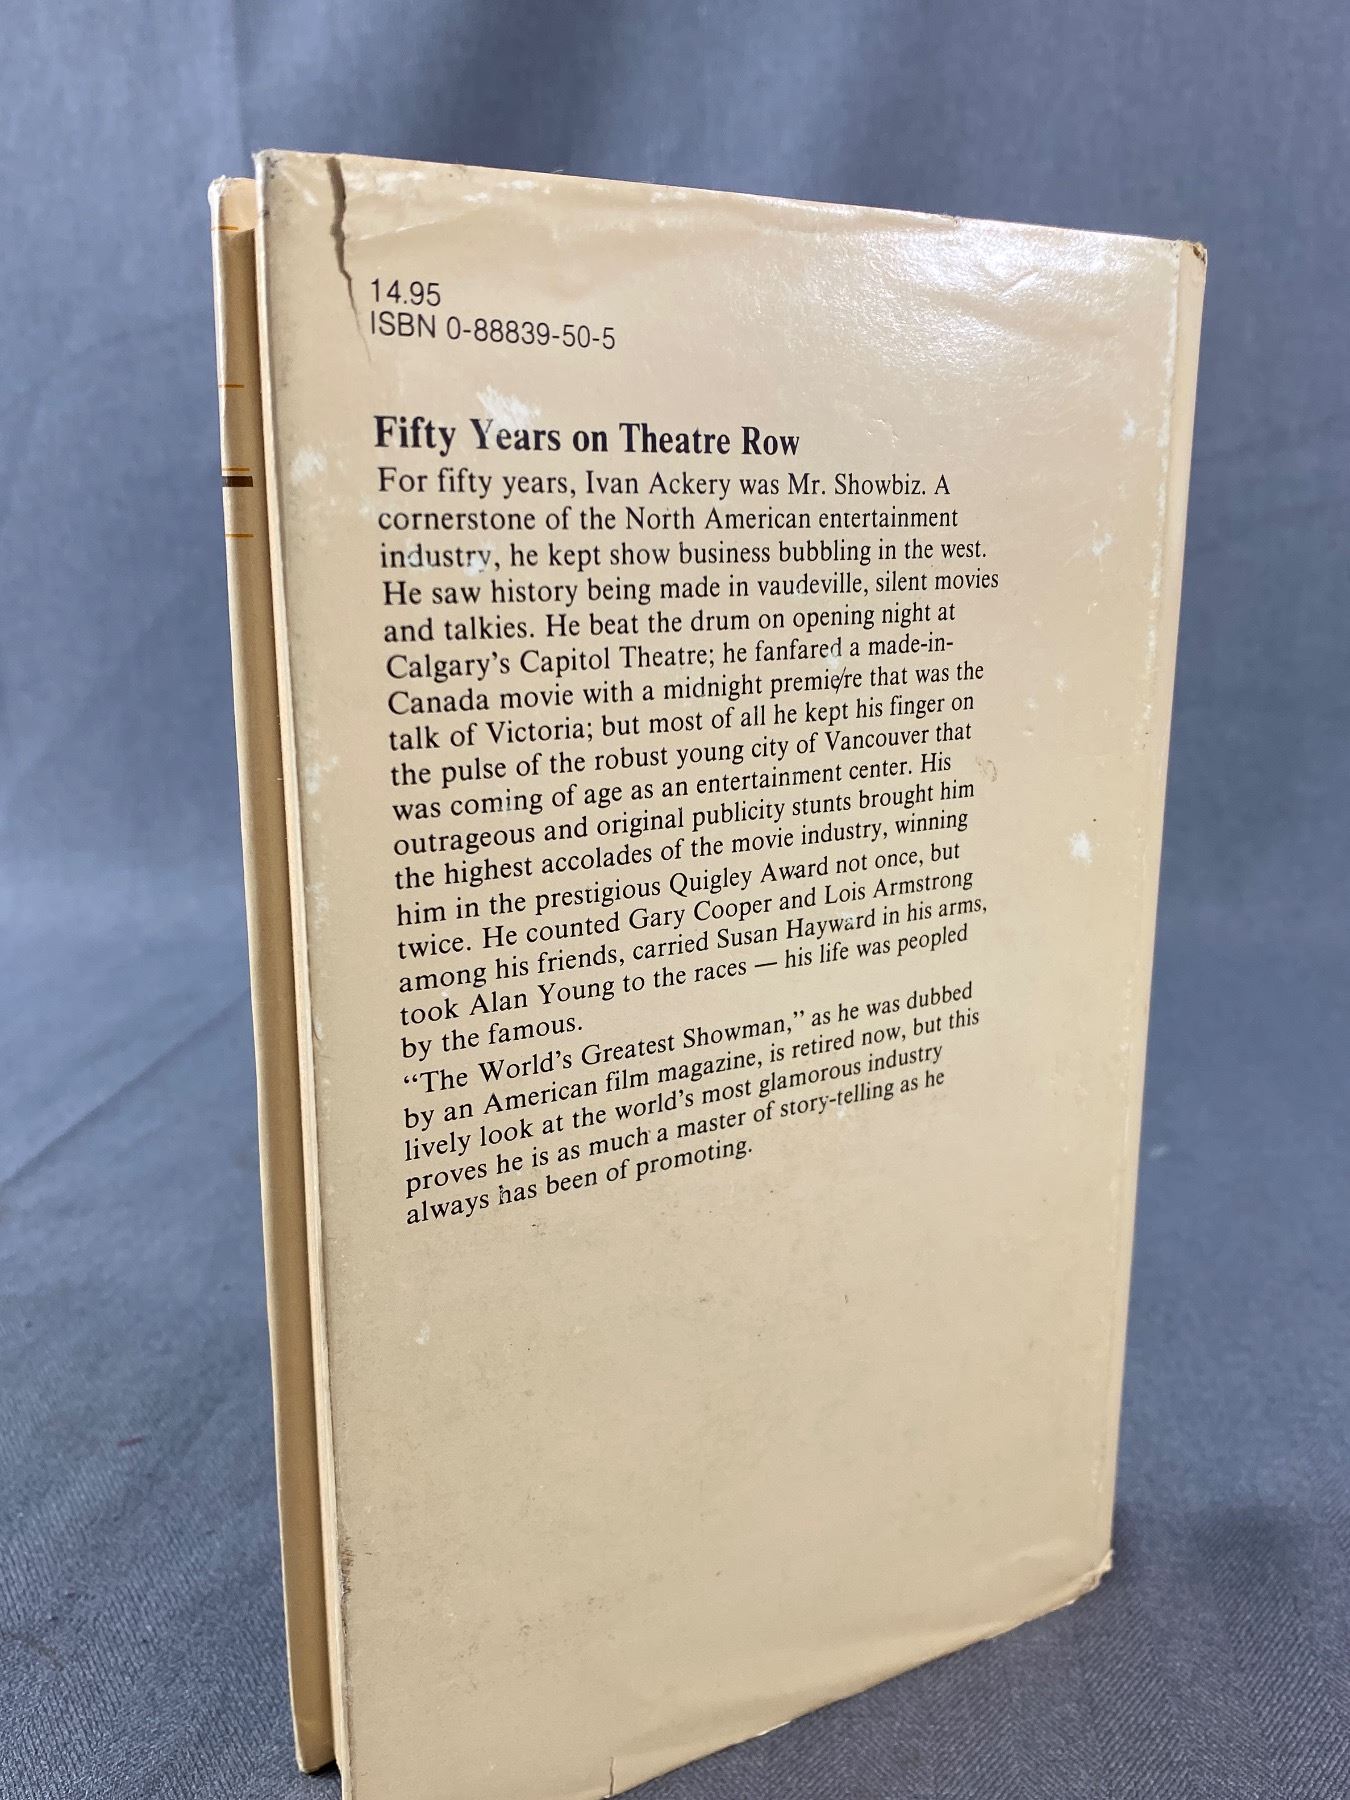 14.95
ISBN 0-88839-50-5
Fifty Years on Theatre Row
For fifty years, Ivan Ackery was Mr. Showbiz. A
cornerstone of the North American entertainment
industry, he kept show business bubbling in the west.
He saw history being made in vaudeville, silent movies
and talkies. He beat the drum on opening night at
Calgary's Capitol Theatre; he fanfared a made-in-
Canada movie with a midnight premie/re that was the
talk of Victoria; but most of all he kept his finger on
the pulse of the robust young city of Vancouver that
was coming of age as an entertainment center. His
outrageous and original publicity stunts brought him
the highest accolades of the movie industry, winning
him in the prestigious Quigley Award not once, but
twice. He counted Gary Cooper and Lois Armstrong
among his friends, carried Susan Hayward in his arms,
took Alan Young to the races — his life was peopled
by the famous.
“The World's Greatest Showman,” as he was dubbed
by an American film magazine, is retired now, but this
lively look at the world's most glamorous industry
proves he is as much a master of story-telling as he
always has been of promoting.